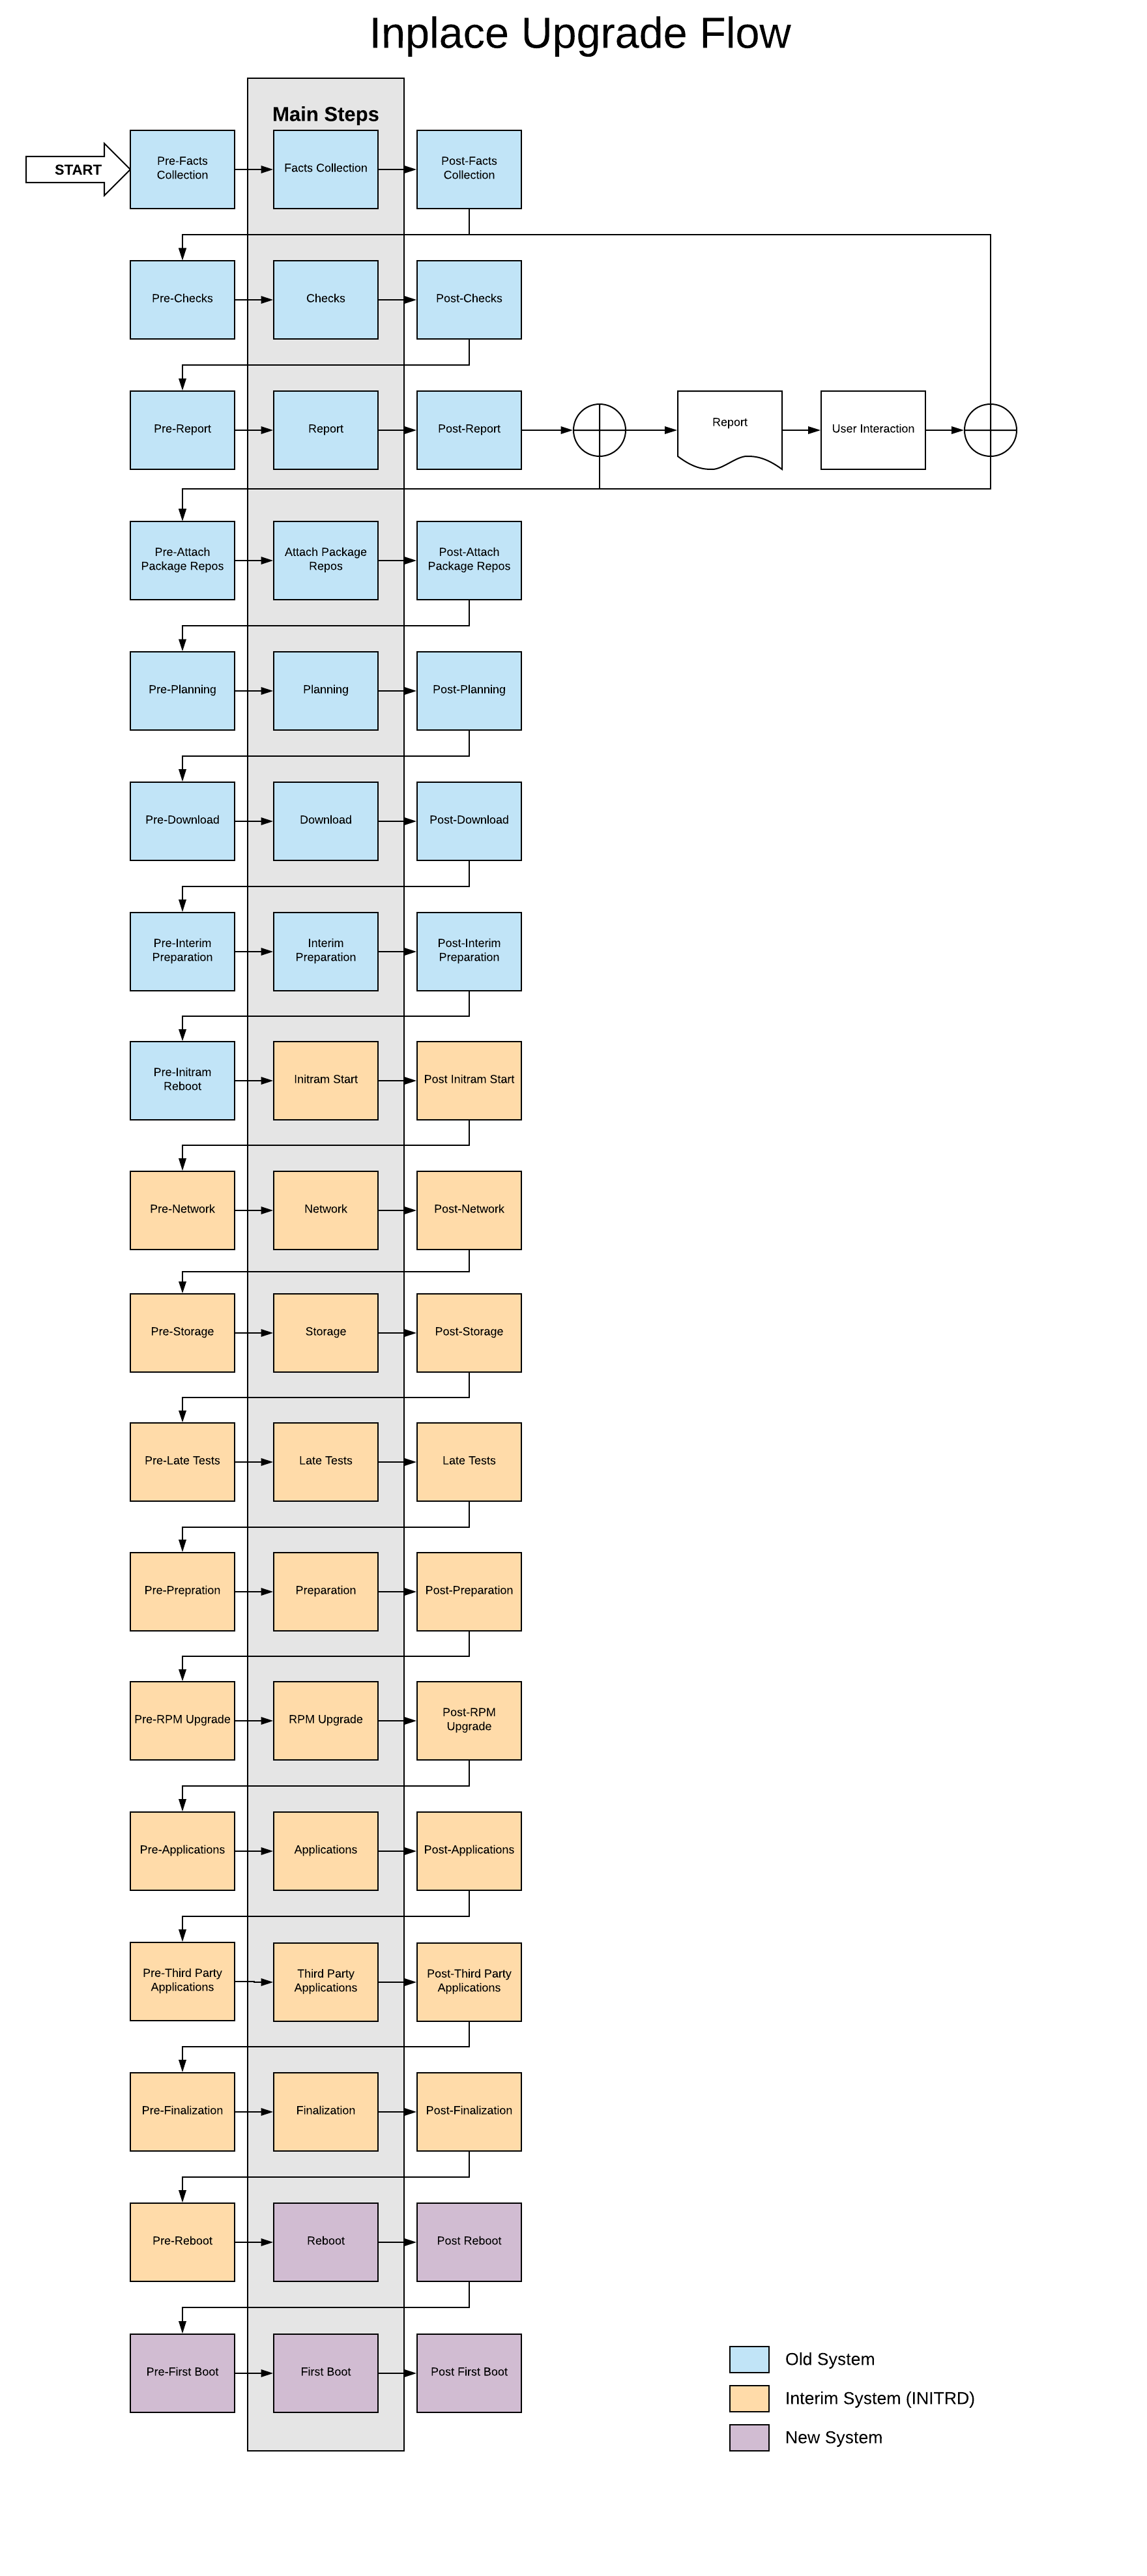 Inplace Upgrade Flow
Main Steps
START
Pre-Facts
Collection
Facts Collection
Post-Facts
Collection
Pre-Checks
Checks
Post-Checks
Pre-Report
Report
Post-Report
Report
User Interaction
Pre-Attach
Package Repos
Attach Package
Repos
Post-Attach
Package Repos
Pre-Planning
Planning
Post-Planning
Pre-Download
Download
Post-Download
Pre-Interim
Preparation
Interim
Preparation
Post-Interim
Preparation
Pre-Initram
Reboot
Initram Start
Post Initram Start
Pre-Network
Network
Post-Network
Pre-Storage
Storage
Post-Storage
Pre-Late Tests
Late Tests
Late Tests
Pre-Prepration
Preparation
Post-Preparation
Pre-RPM Upgrade
RPM Upgrade
Post-RPM
Upgrade
Pre-Applications
Applications
Post-Applications
Pre-Third Party
Applications
Third Party
Applications
Post-Third Party
Applications
Pre-Finalization
Finalization
Post-Finalization
Pre-Reboot
Reboot
Post Reboot
Pre-First Boot
First Boot
Post First Boot
Old System
Interim System (INITRD)
New System